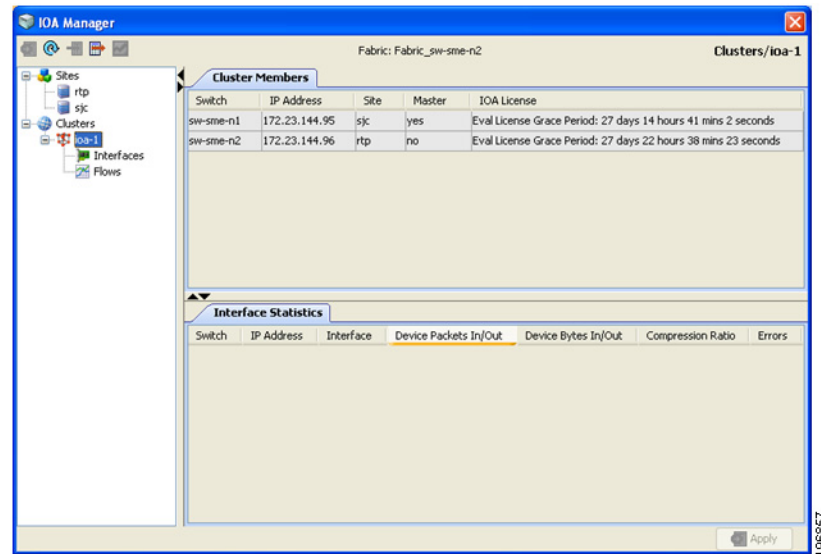 IOA Manager
Fabric: Fabric_sw-sme-n2
Clusters/ioa-1
Sites
rtp
sjc
Clusters
ioa-1
Interfaces
Flows
Cluster Members
Switch IP Address Site Master IOA License
sw-sme-n1 172.23.144.95 sjc yes Eval License Grace Period: 27 days 14 hours 41 mins 2 seconds
sw-sme-n2 172.23.144.96 rtp no Eval License Grace Period: 27 days 22 hours 38 mins 23 seconds
Interface Statistics
Switch IP Address Interface Device Packets In/Out Device Bytes In/Out Compression Ratio Errors
Apply